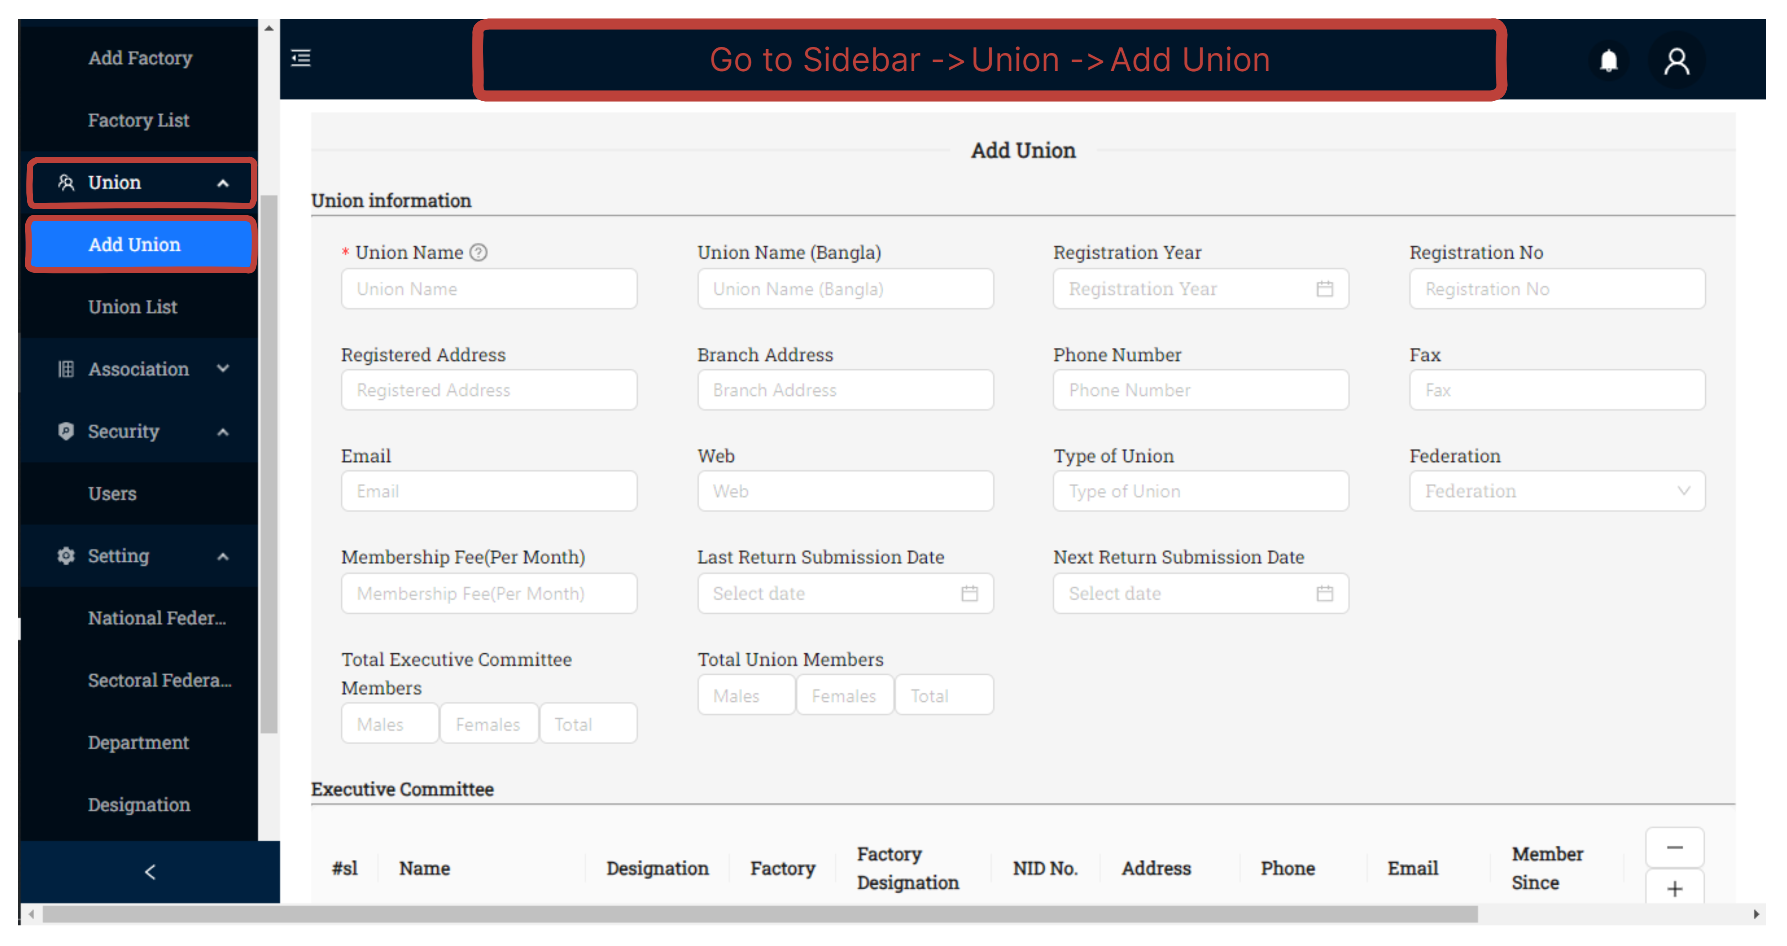 Add Factory
Go to Sidebar -> Union -> Add Union
Factory List
Union
Add Union
Union List
Association
Security
Users
Setting
National Feder...
Sectoral Federa...
Department
Designation
Add Union
Union information
* Union Name
Union Name (Bangla)
Registration Year
Registration No
Union Name
Union Name (Bangla)
Registration Year
Registration No
Registered Address
Branch Address
Phone Number
Fax
Registered Address
Branch Address
Phone Number
Fax
Email
Web
Type of Union
Federation
Email
Web
Type of Union
Federation
Membership Fee(Per Month)
Last Return Submission Date
Next Return Submission Date
Membership Fee(Per Month)
Select date
Select date
Total Executive Committee
Members
Total Union Members
Males
Females
Total
Males
Females
Total
Executive Committee
#sl
Name
Designation
Factory
Factory
Designation
NID No.
Address
Phone
Email
Member
Since